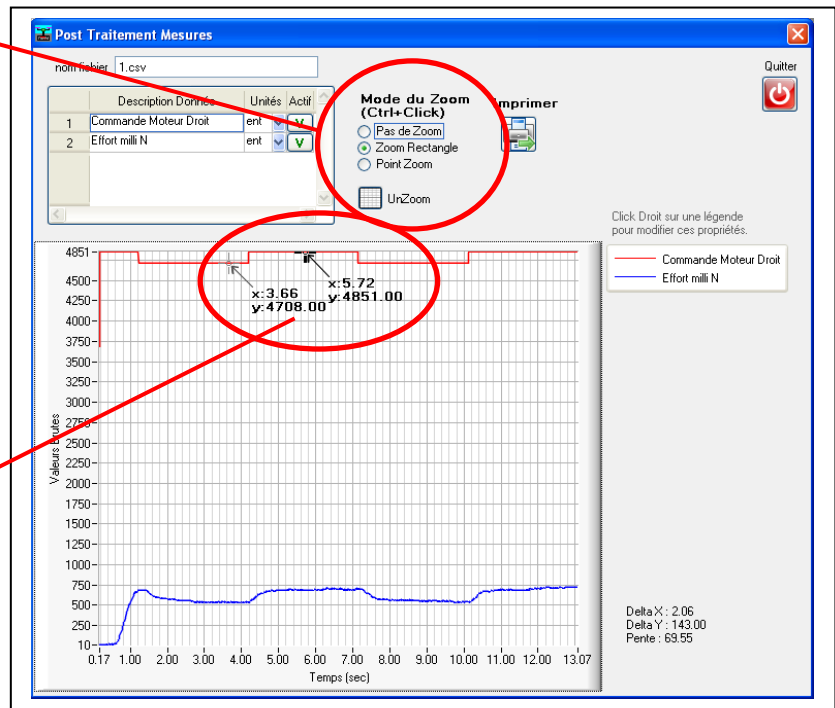 Post Traitement Mesures
nom fichier 1.csv
Quitter
Description Donné Unités Actif
1 Commande Moteur Droit ent V
2 Effort milli N ent V
Mode du Zoom
(Ctrl+Click)
Pas de Zoom
Zoom Rectangle
Point Zoom
UnZoom
Imprimer
Click Droit sur une légende
pour modifier ces propriétés.
Commande Moteur Droit
Effort milli N
x:3.66
y:4708.00
x:5.72
y:4851.00
Valeurs Brutes
4851
4500
4250
4000
3750
3500
3250
3000
2750
2500
2250
2000
1750
1500
1250
1000
750
500
250
10
0.17 1.00 2.00 3.00 4.00 5.00 6.00 7.00 8.00 9.00 10.00 11.00 12.00 13.07
Temps (sec)
Delta X : 2.06
Delta Y : 143.00
Pente : 69.55